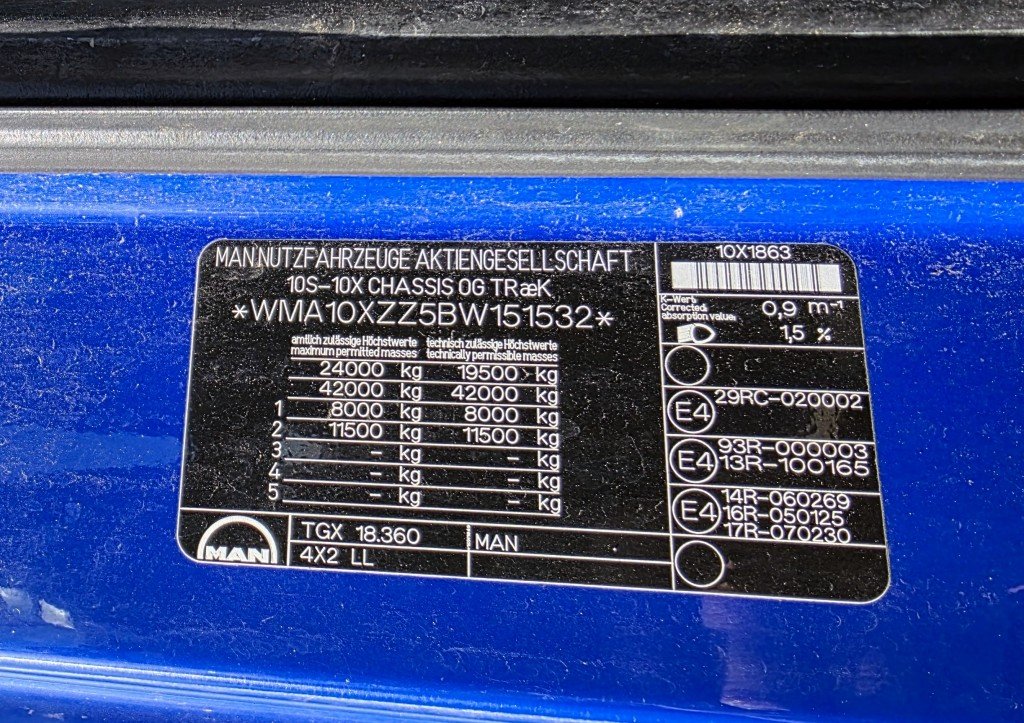 MAN.NUTZFAHRZEUGE AKTIENGESELLSCHAFT
10S-10X CHASSIS OG TRæK
*WMA10XZZ5BW151532*
amtlich zulässige Höchstwerte technisch zulässige Höchstwerte
maximum permitted masses technically permissible masses
24000 kg 19500 kg
42000 kg 42000 kg
1 8000 kg 8000 kg
2 11500 kg 11500 kg
3 - kg - kg
4 - kg - kg
5 - kg - kg
MAN
TGX 18.360
4X2 LL
MAN
10X1863
K-Wert:
Corrected
absorption value:
0,9 m-1
1,5 %
E4 29RC-020002
E4 93R-000003
13R-100165
E4 14R-060269
16R-050125
17R-070230